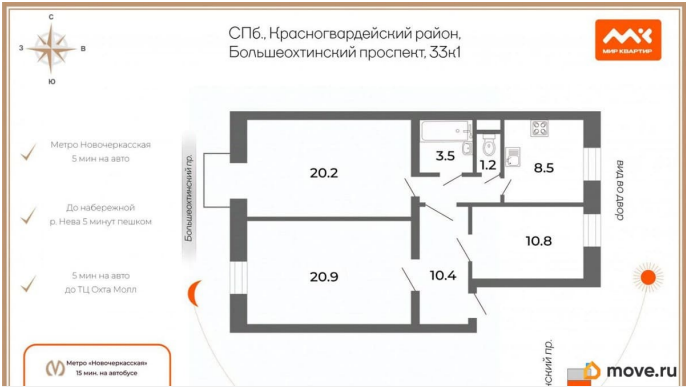 СПб., Красногвардейский район,
Большеохтинский проспект, 33к1
МИР КВАРТИР
С
З
В
Ю
Метро Новочеркасская
5 мин на авто
До набережной
р. Нева 5 минут пешком
5 мин на авто
до ТЦ Охта Молл
Большеохтинский пр.
20.2
3.5
1.2
8.5
20.9
10.4
10.8
вид во двор
нский пр.
Метро «Новочеркасская»
15 мин. на автобусе
move.ru